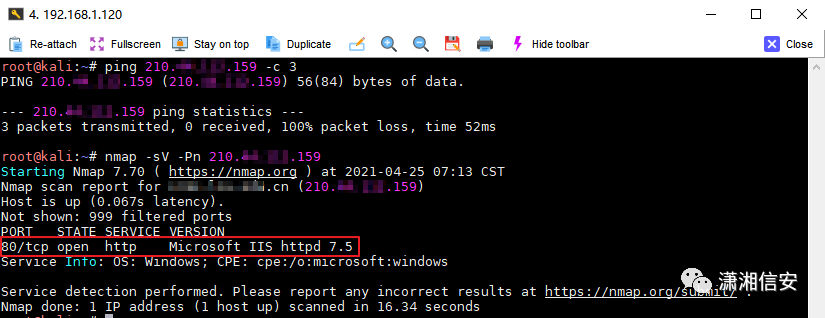 4. 192.168.1.120
Re-attach Fullscreen Stay on top Duplicate Hide toolbar Close
root@kali:~# ping 210. .159 -c 3
PING 210. .159 (210. .159) 56(84) bytes of data.
--- 210. .159 ping statistics ---
3 packets transmitted, 0 received, 100% packet loss, time 52ms
root@kali:~# nmap -sV -Pn 210. .159
Starting Nmap 7.70 ( https://nmap.org ) at 2021-04-25 07:13 CST
Nmap scan report for .cn (210. .159)
Host is up (0.067s latency).
Not shown: 999 filtered ports
PORT STATE SERVICE VERSION
80/tcp open http Microsoft IIS httpd 7.5
Service Info: OS: Windows; CPE: cpe:/o:microsoft:windows
Service detection performed. Please report any incorrect results at https://nmap.org/submit/ .
Nmap done: 1 IP address (1 host up) scanned in 16.34 seconds
root@kali:~#
潇湘信安